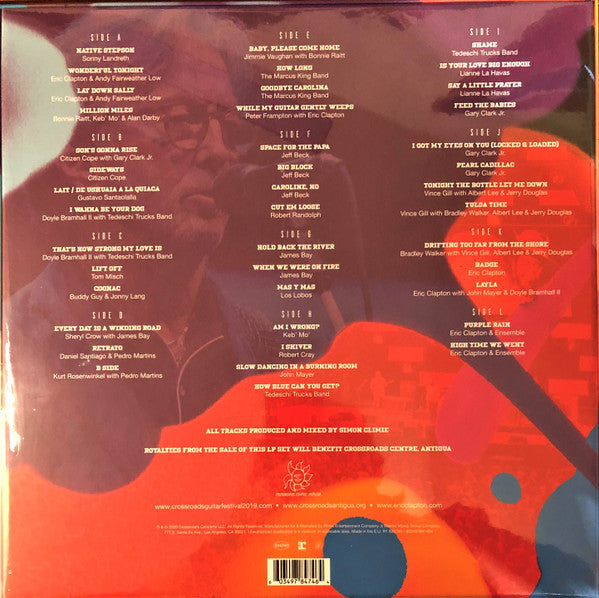 SIDE A
NATIVE STEPSON
Sonny Landreth
WONDERFUL TONIGHT
Eric Clapton & Andy Fairweather Low
LAY DOWN SALLY
Eric Clapton & Andy Fairweather Low
MILLION MILES
Bonnie Raitt, Keb' Mo' & Alan Darby
SIDE B
SON'S GONNA RISE
Citizen Cope with Gary Clark Jr.
SIDEWAYS
Citizen Cope
LAIT / DE USHUAIA A LA QUIACA
Gustavo Santaolalla
I WANNA BE YOUR DOG
Doyle Bramhall II with Tedeschi Trucks Band
SIDE C
THAT'S HOW STRONG MY LOVE IS
Doyle Bramhall II with Tedeschi Trucks Band
LIFT OFF
Tom Misch
COGNAC
Buddy Guy & Jonny Lang
SIDE D
EVERY DAY IS A WINDING ROAD
Sheryl Crow with James Bay
RETRATO
Daniel Santiago & Pedro Martins
B SIDE
Kurt Rosenwinkel with Pedro Martins
SIDE E
BABY, PLEASE COME HOME
Jimmie Vaughan with Bonnie Raitt
HOW LONG
The Marcus King Band
GOODBYE CAROLINA
The Marcus King Band
WHILE MY GUITAR GENTLY WEEPS
Peter Frampton with Eric Clapton
SIDE F
SPACE FOR THE PAPA
Jeff Beck
BIG BLOCK
Jeff Beck
CAROLINE, NO
Jeff Beck
CUT EM LOOSE
Robert Randolph
SIDE G
HOLD BACK THE RIVER
James Bay
WHEN WE WERE ON FIRE
James Bay
MAS Y MAS
Los Lobos
SIDE H
AM I WRONG?
Keb' Mo'
I SHIVER
Robert Cray
SLOW DANCING IN A BURNING ROOM
John Mayer
HOW BLUE CAN YOU GET?
Tedeschi Trucks Band
SIDE I
SHAME
Tedeschi Trucks Band
IS YOUR LOVE BIG ENOUGH
Lianne La Havas
SAY A LITTLE PRAYER
Lianne La Havas
FEED THE BABIES
Gary Clark Jr.
SIDE J
I GOT MY EYES ON YOU (LOCKED & LOADED)
Gary Clark Jr.
PEARL CADILLAC
Gary Clark Jr.
TONIGHT THE BOTTLE LET ME DOWN
Vince Gill with Albert Lee & Jerry Douglas
TULSA TIME
Vince Gill with Bradley Walker, Albert Lee & Jerry Douglas
SIDE K
DRIFTING TOO FAR FROM THE SHORE
Bradley Walker with Vince Gill, Albert Lee & Jerry Douglas
BADGE
Eric Clapton
LAYLA
Eric Clapton with John Mayer & Doyle Bramhall II
SIDE L
PURPLE RAIN
Eric Clapton & Ensemble
HIGH TIME WE WENT
Eric Clapton & Ensemble
ALL TRACKS PRODUCED AND MIXED BY SIMON CLIMIE
ROYALTIES FROM THE SALE OF THIS LP SET WILL BENEFIT CROSSROADS CENTRE, ANTIGUA
www.crossroadsguitarfestival2019.com • www.crossroadsantigua.org • www.ericclapton.com
6 03497 84746 4